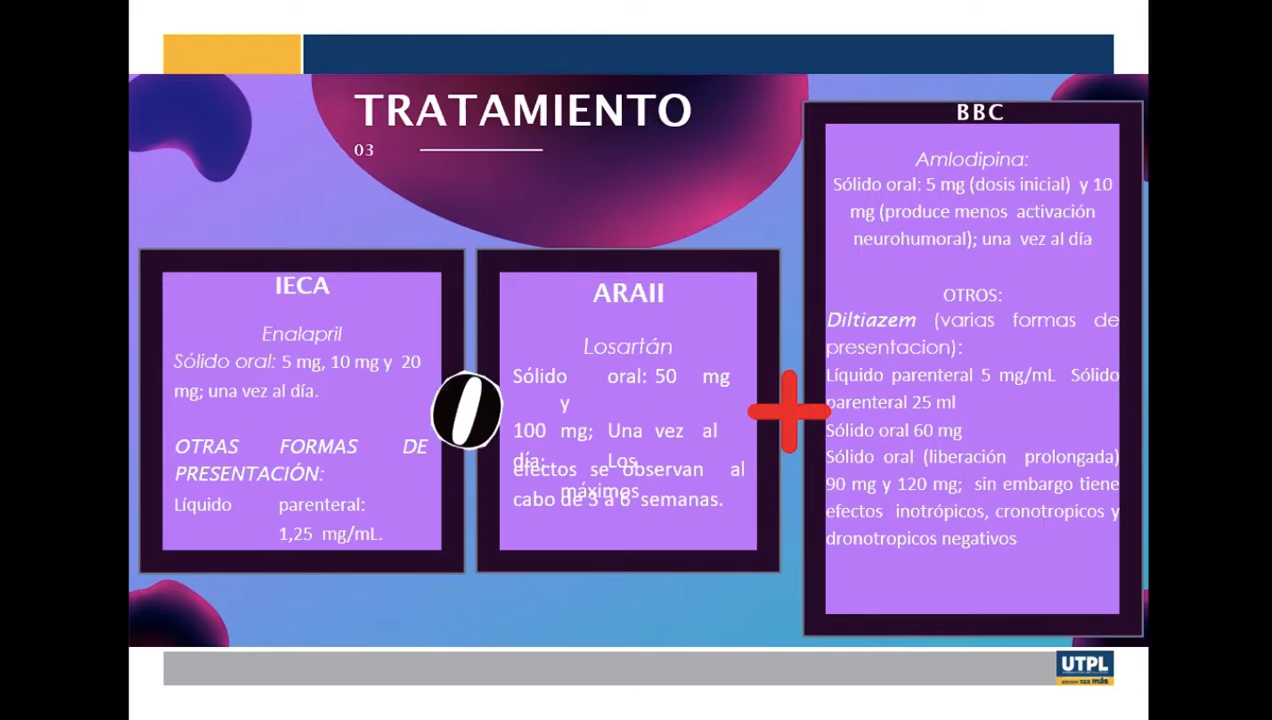 TRATAMIENTO
03
IECA
Enalapril
Sólido oral: 5 mg, 10 mg y 20
mg; una vez al día.
OTRAS FORMAS DE
PRESENTACIÓN:
Líquido parenteral:
1,25 mg/mL.
O
ARAII
Losartán
Sólido oral: 50 mg
y
100 mg; Una vez al
día; Los
efectos se observan al
máximos
cabo de 3 a 6 semanas.
BBC
Amlodipina:
Sólido oral: 5 mg (dosis inicial) y 10
mg (produce menos activación
neurohumoral); una vez al día
OTROS:
Diltiazem (varias formas de
presentacion):
Líquido parenteral 5 mg/mL Sólido
parenteral 25 ml
Sólido oral 60 mg
Sólido oral (liberación prolongada)
90 mg y 120 mg; sin embargo tiene
efectos inotrópicos, cronotropicos y
dronotropicos negativos
UTPL